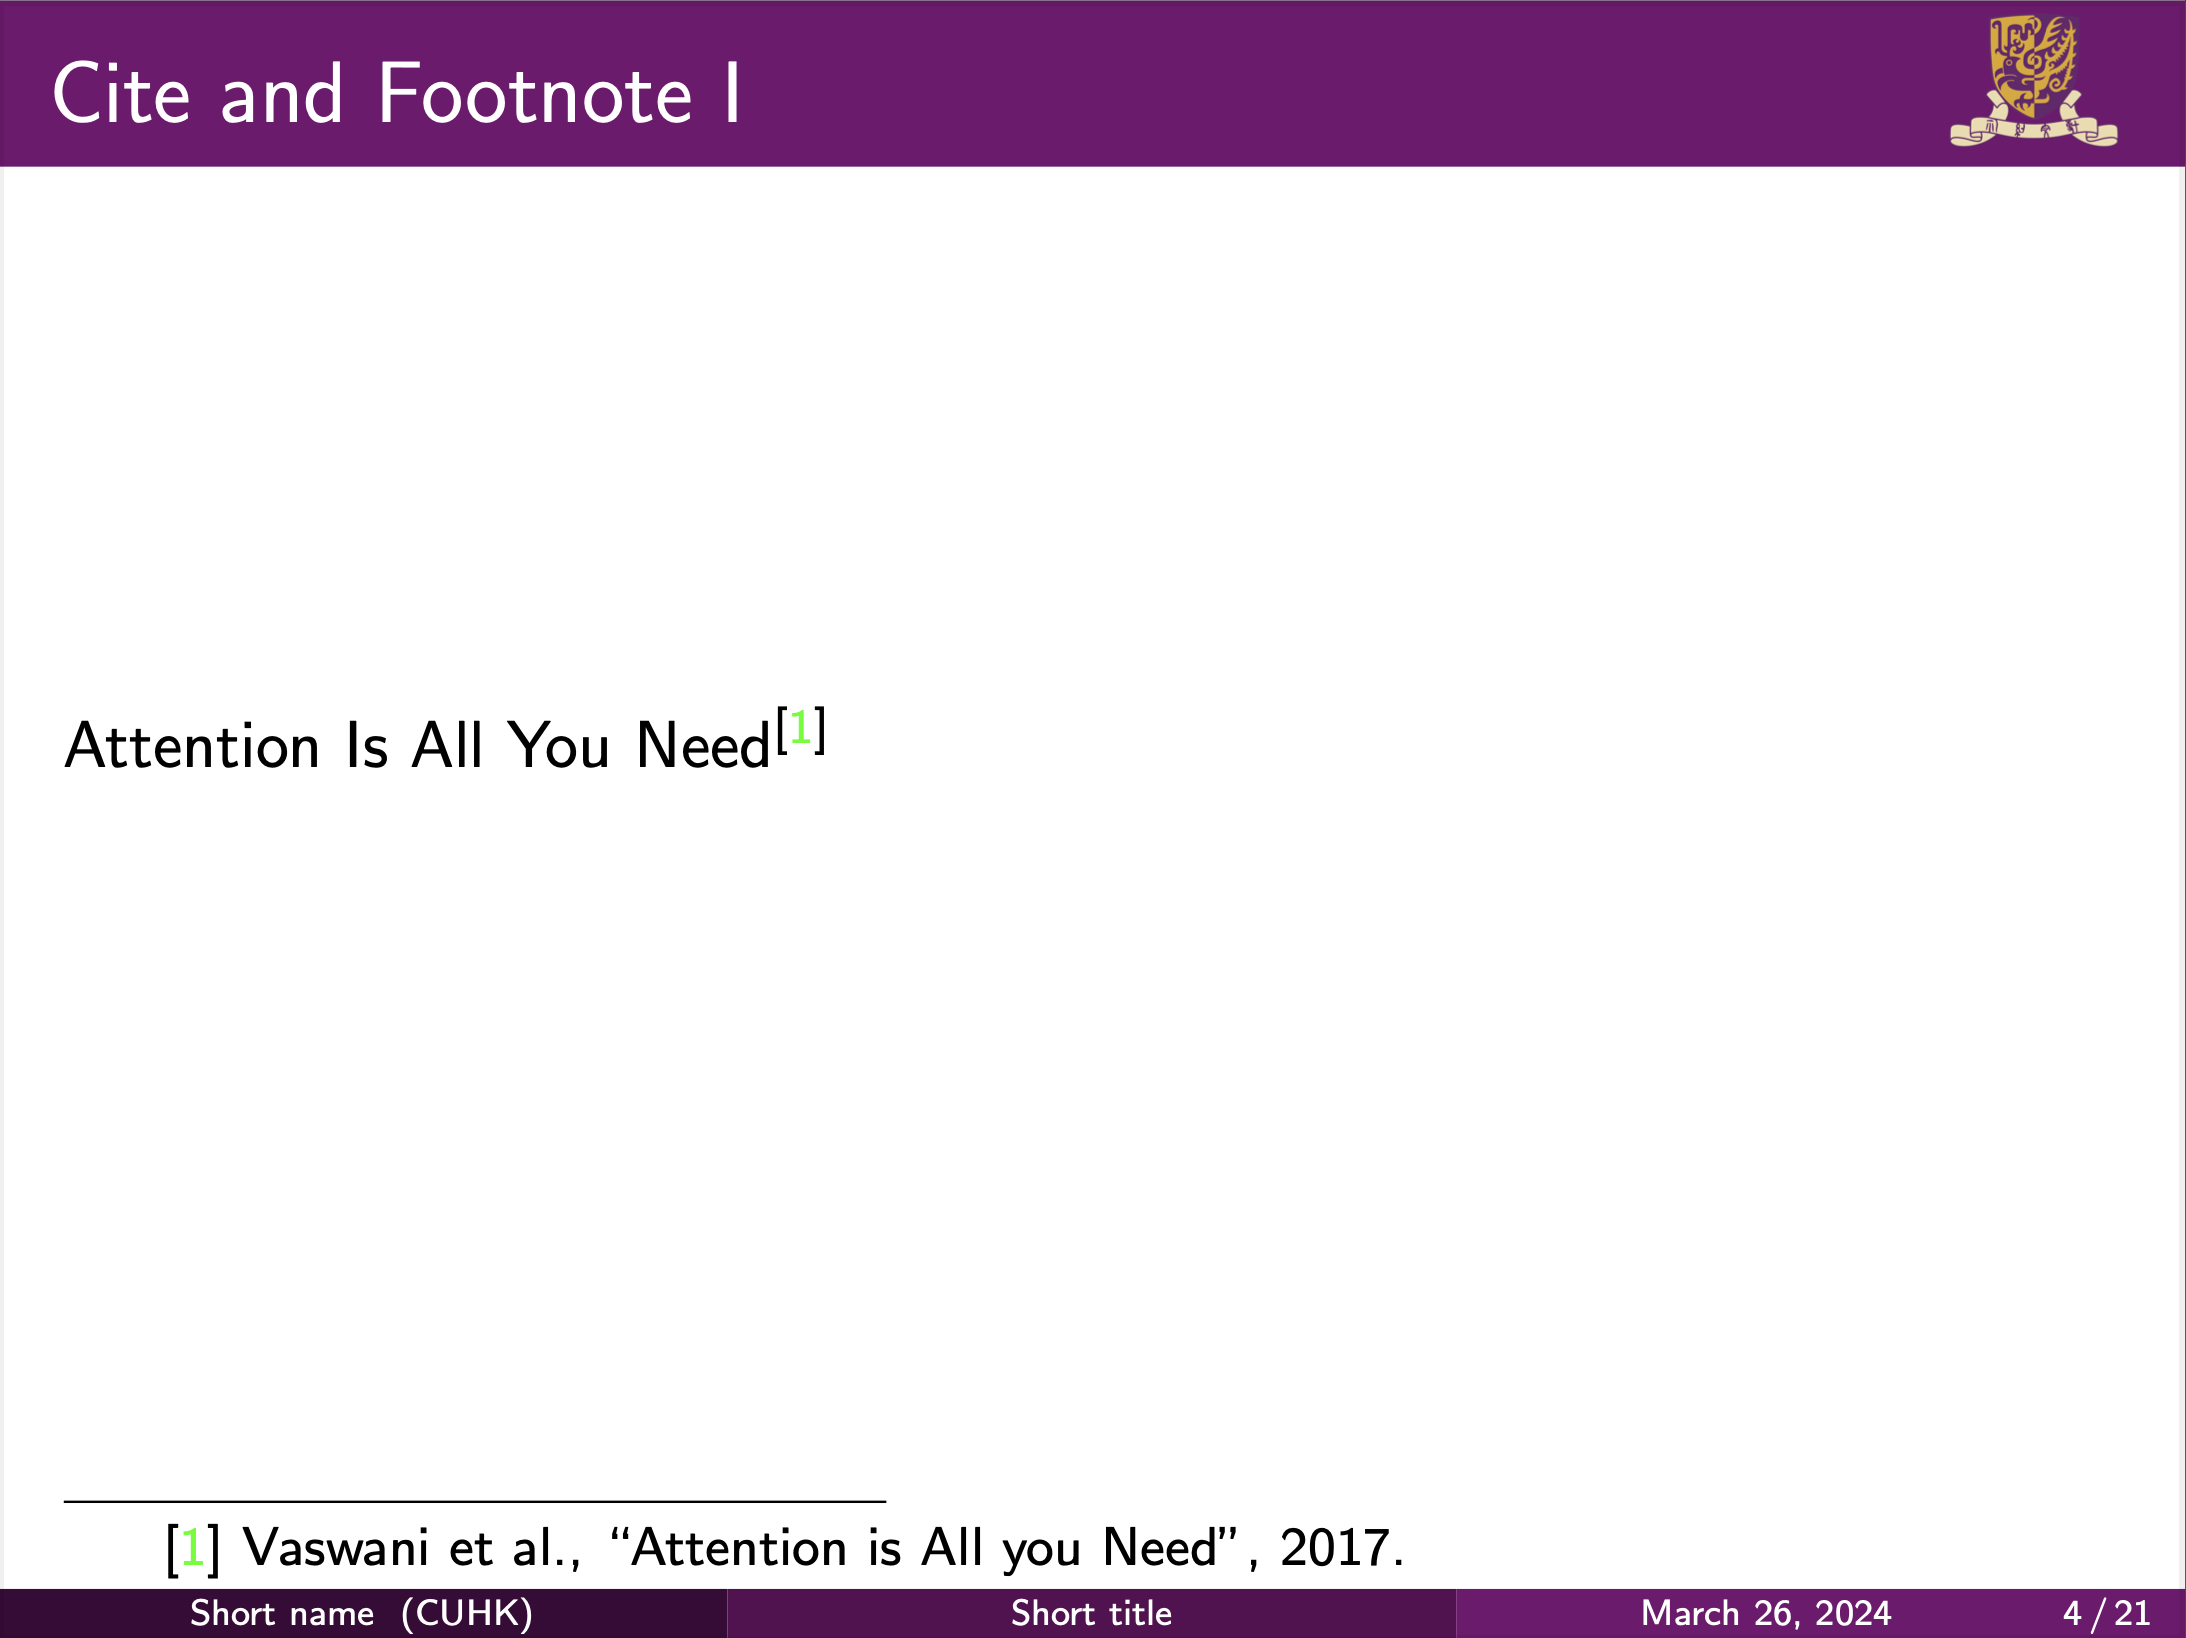 Cite and Footnote I
Attention Is All You Need[1]
[1] Vaswani et al., “Attention is All you Need”, 2017.
Short name (CUHK) Short title March 26, 2024 4 / 21